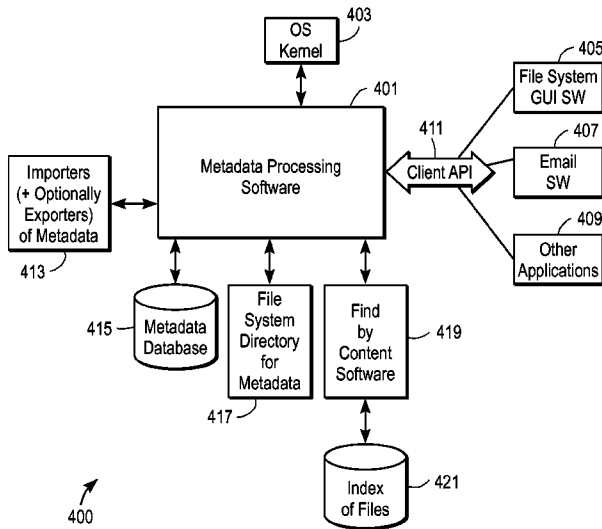 403
OS
Kernel
401
405
File System
GUI SW
411
407
Metadata Processing
Software
Client API
Email
SW
Importers
(+ Optionally
Exporters)
of Metadata
409
Other
Applications
413
415
Metadata
Database
File
System
Directory
for
Metadata
Find
by
Content
Software
419
417
421
Index
of Files
400